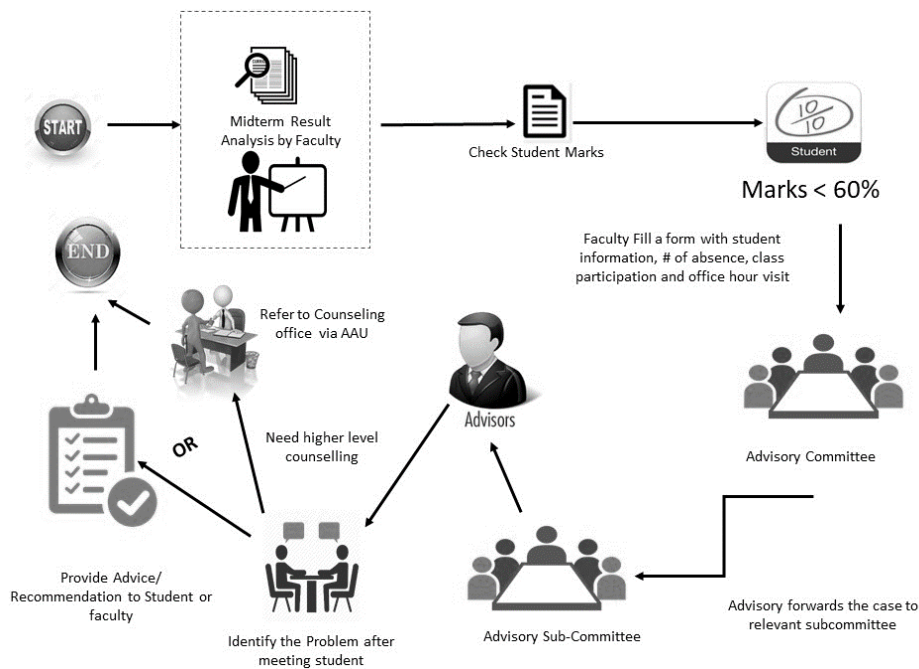 START
Midterm Result
Analysis by Faculty
Check Student Marks
10
10
Student
Marks < 60%
Faculty Fill a form with student
information, # of absence, class
participation and office hour visit
Advisory Committee
Advisory forwards the case to
relevant subcommittee
Advisory Sub-Committee
Advisors
Identify the Problem after
meeting student
Need higher level
counselling
OR
Refer to Counseling
office via AAU
Provide Advice/
Recommendation to Student or
faculty
END